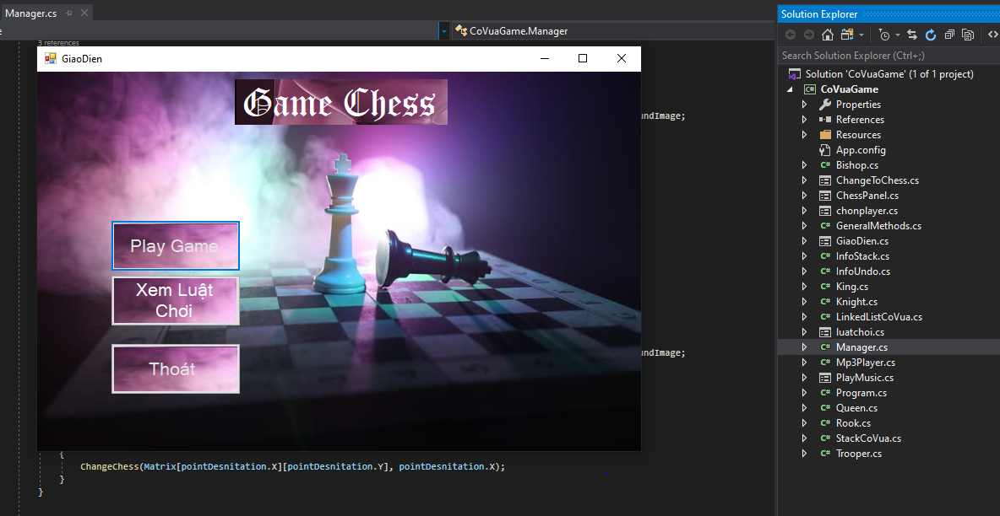 Manager.cs
Solution Explorer
e
CoVuaGame.Manager
3 references
GiaoDien
Search Solution Explorer (Ctrl+;)
Game Chess
undImage;
Play Game
Xem Luật
Chơi
undImage;
Thoát
{
ChangeChess(Matrix[pointDesnitation.X][pointDesnitation.Y], pointDesnitation.X);
}
}
Solution 'CoVuaGame' (1 of 1 project)
C# CoVuaGame
Properties
References
Resources
App.config
C# Bishop.cs
ChangeToChess.cs
ChessPanel.cs
chonplayer.cs
C# GeneralMethods.cs
GiaoDien.cs
C# InfoStack.cs
C# InfoUndo.cs
C# King.cs
C# Knight.cs
C# LinkedListCoVua.cs
luatchoi.cs
C# Manager.cs
C# Mp3Player.cs
PlayMusic.cs
C# Program.cs
C# Queen.cs
C# Rook.cs
C# StackCoVua.cs
C# Trooper.cs